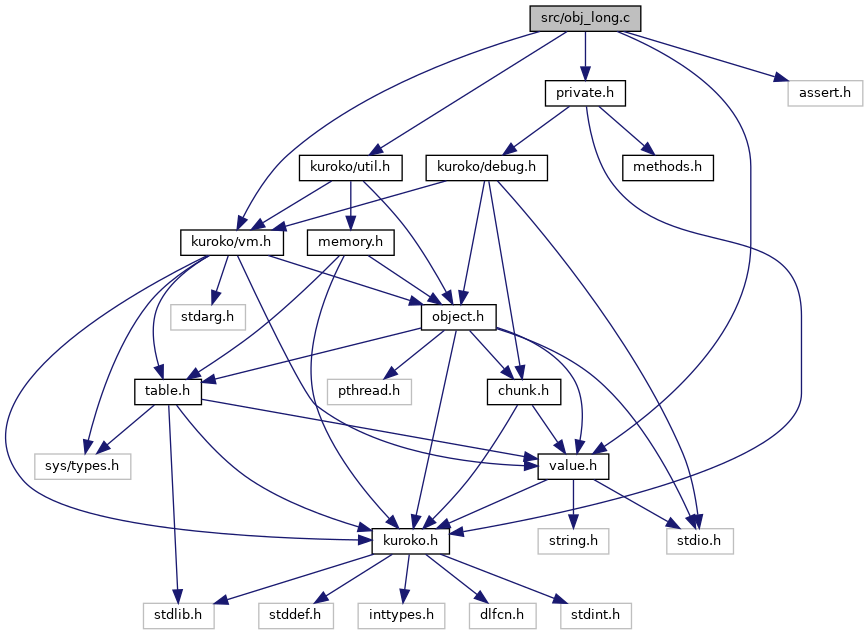 src/obj_long.c
private.h
assert.h
kuroko/util.h
kuroko/debug.h
methods.h
kuroko/vm.h
memory.h
stdarg.h
object.h
table.h
pthread.h
chunk.h
sys/types.h
value.h
kuroko.h
string.h
stdio.h
stdlib.h
stddef.h
inttypes.h
dlfcn.h
stdint.h